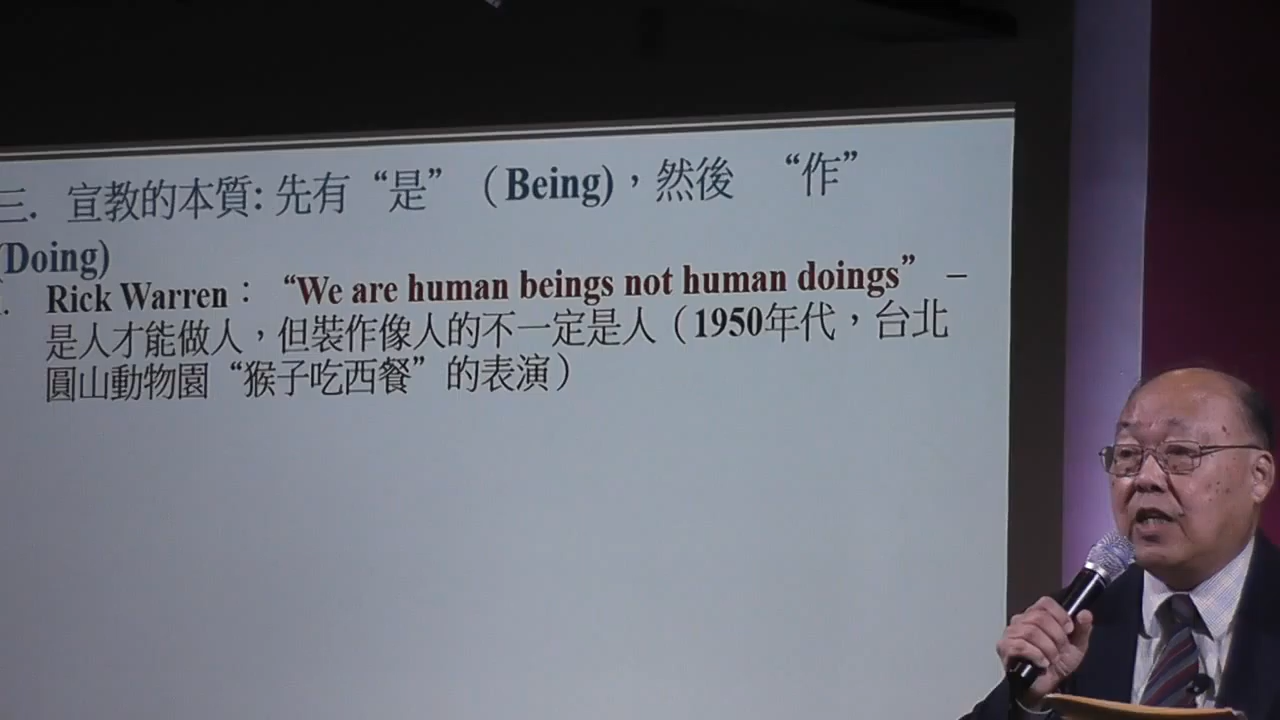 三. 宣教的本質: 先有“是”（Being)，然後 “作”
(Doing)
Rick Warren： “We are human beings not human doings” –
是人才能做人，但裝作像人的不一定是人（1950年代，台北
圓山動物園“猴子吃西餐”的表演）